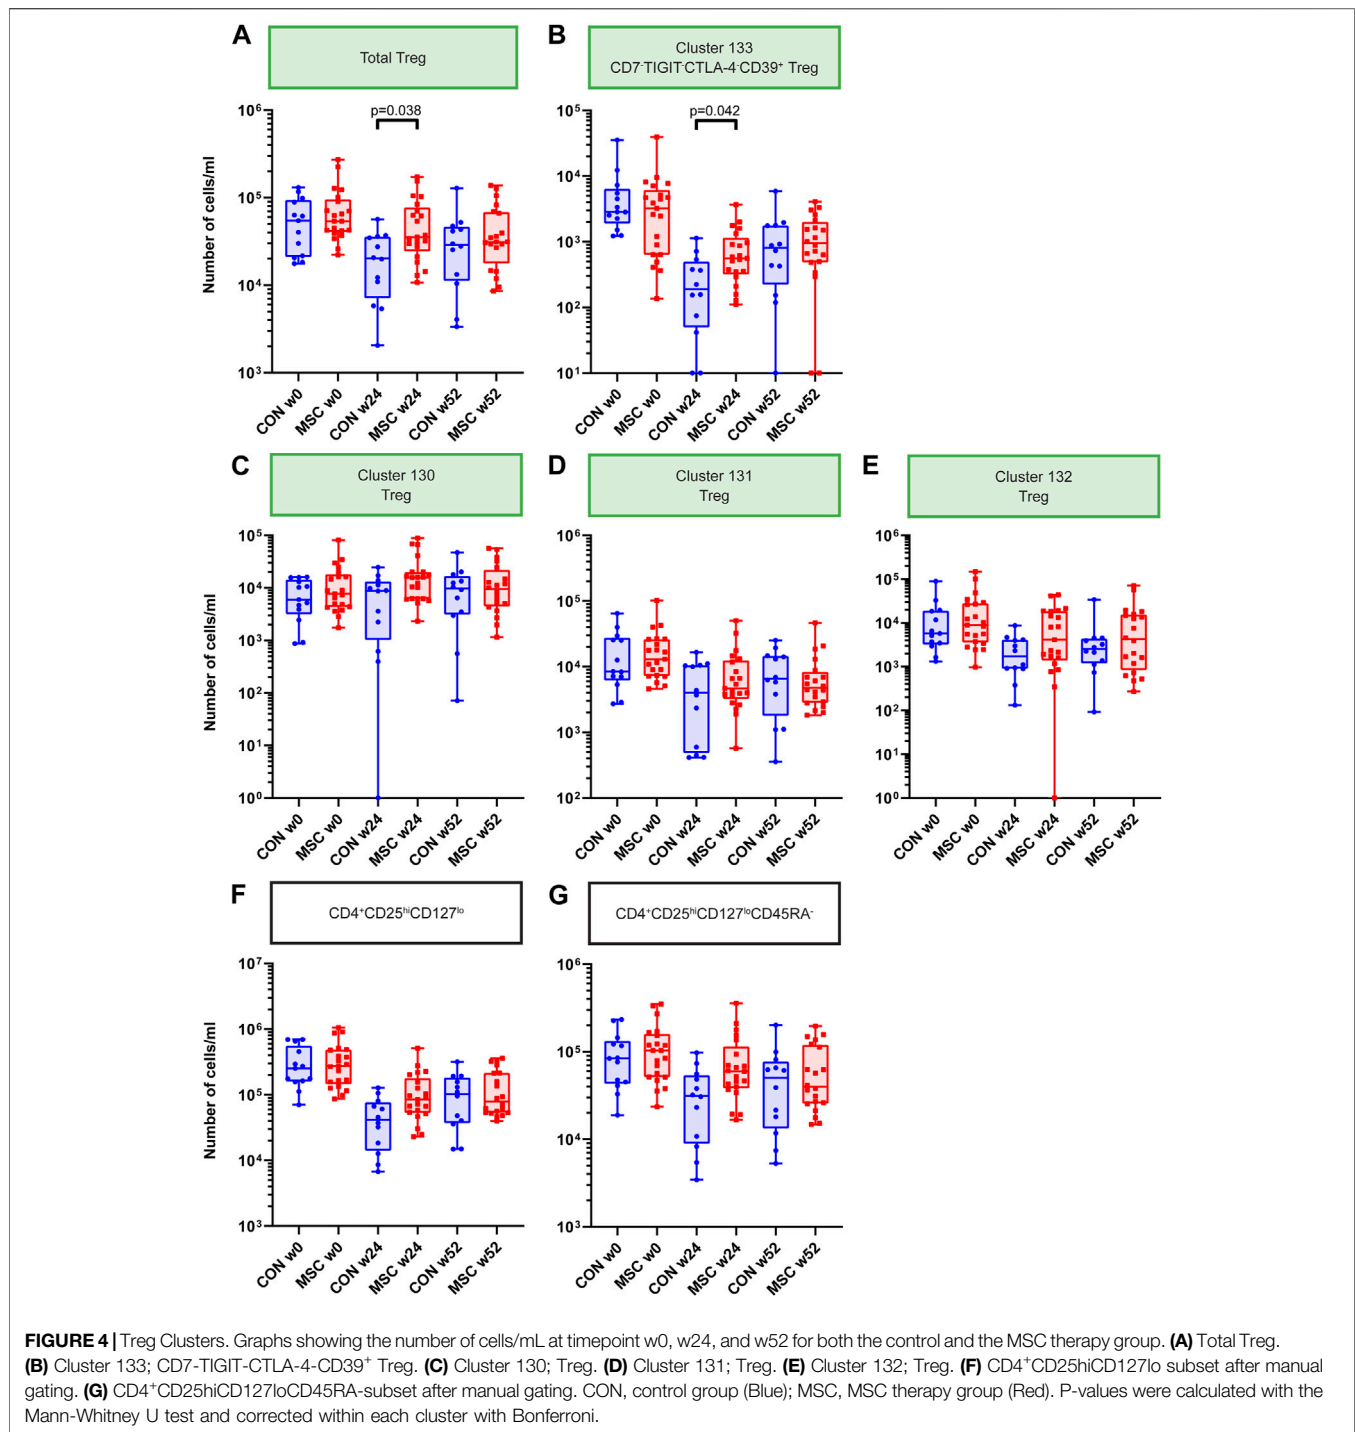 A
Total Treg
B
Cluster 133
CD7⁻TIGIT⁻CTLA-4⁻CD39⁺ Treg
Number of cells/ml
10⁶
10⁵
10⁴
10³
p=0.038
CON w0
MSC w0
CON w24
MSC w24
CON w52
MSC w52
10⁵
10⁴
10³
10²
10¹
p=0.042
CON w0
MSC w0
CON w24
MSC w24
CON w52
MSC w52
C
Cluster 130
Treg
D
Cluster 131
Treg
E
Cluster 132
Treg
Number of cells/ml
10⁵
10⁴
10³
10²
10¹
10⁰
CON w0
MSC w0
CON w24
MSC w24
CON w52
MSC w52
10⁶
10⁵
10⁴
10³
10²
CON w0
MSC w0
CON w24
MSC w24
CON w52
MSC w52
10⁶
10⁵
10⁴
10³
10²
10¹
10⁰
CON w0
MSC w0
CON w24
MSC w24
CON w52
MSC w52
F
CD4⁺CD25ʰⁱCD127ˡᵒ
G
CD4⁺CD25ʰⁱCD127ˡᵒCD45RA⁻
Number of cells/ml
10⁷
10⁶
10⁵
10⁴
10³
CON w0
MSC w0
CON w24
MSC w24
CON w52
MSC w52
10⁶
10⁵
10⁴
10³
CON w0
MSC w0
CON w24
MSC w24
CON w52
MSC w52
FIGURE 4 | Treg Clusters. Graphs showing the number of cells/mL at timepoint w0, w24, and w52 for both the control and the MSC therapy group. (A) Total Treg.
(B) Cluster 133; CD7-TIGIT-CTLA-4-CD39⁺ Treg. (C) Cluster 130; Treg. (D) Cluster 131; Treg. (E) Cluster 132; Treg. (F) CD4⁺CD25hiCD127lo subset after manual
gating. (G) CD4⁺CD25hiCD127loCD45RA-subset after manual gating. CON, control group (Blue); MSC, MSC therapy group (Red). P-values were calculated with the
Mann-Whitney U test and corrected within each cluster with Bonferroni.